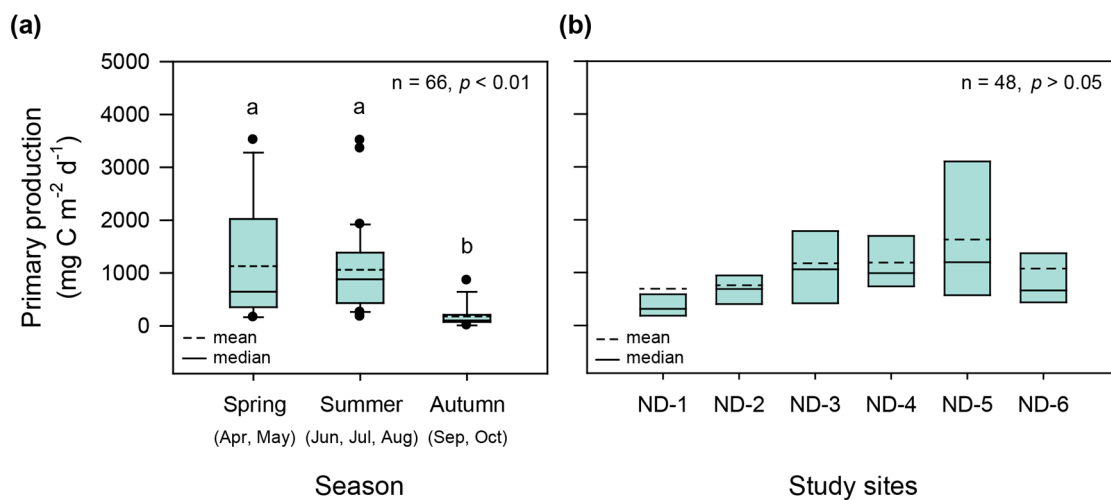 (a)
(b)
Primary production
(mg C m⁻² d⁻¹)
5000
4000
3000
2000
1000
0
n = 66, p < 0.01
a
a
b
mean
median
Spring
Summer
Autumn
(Apr, May)
(Jun, Jul, Aug)
(Sep, Oct)
Season
n = 48, p > 0.05
mean
median
ND-1
ND-2
ND-3
ND-4
ND-5
ND-6
Study sites